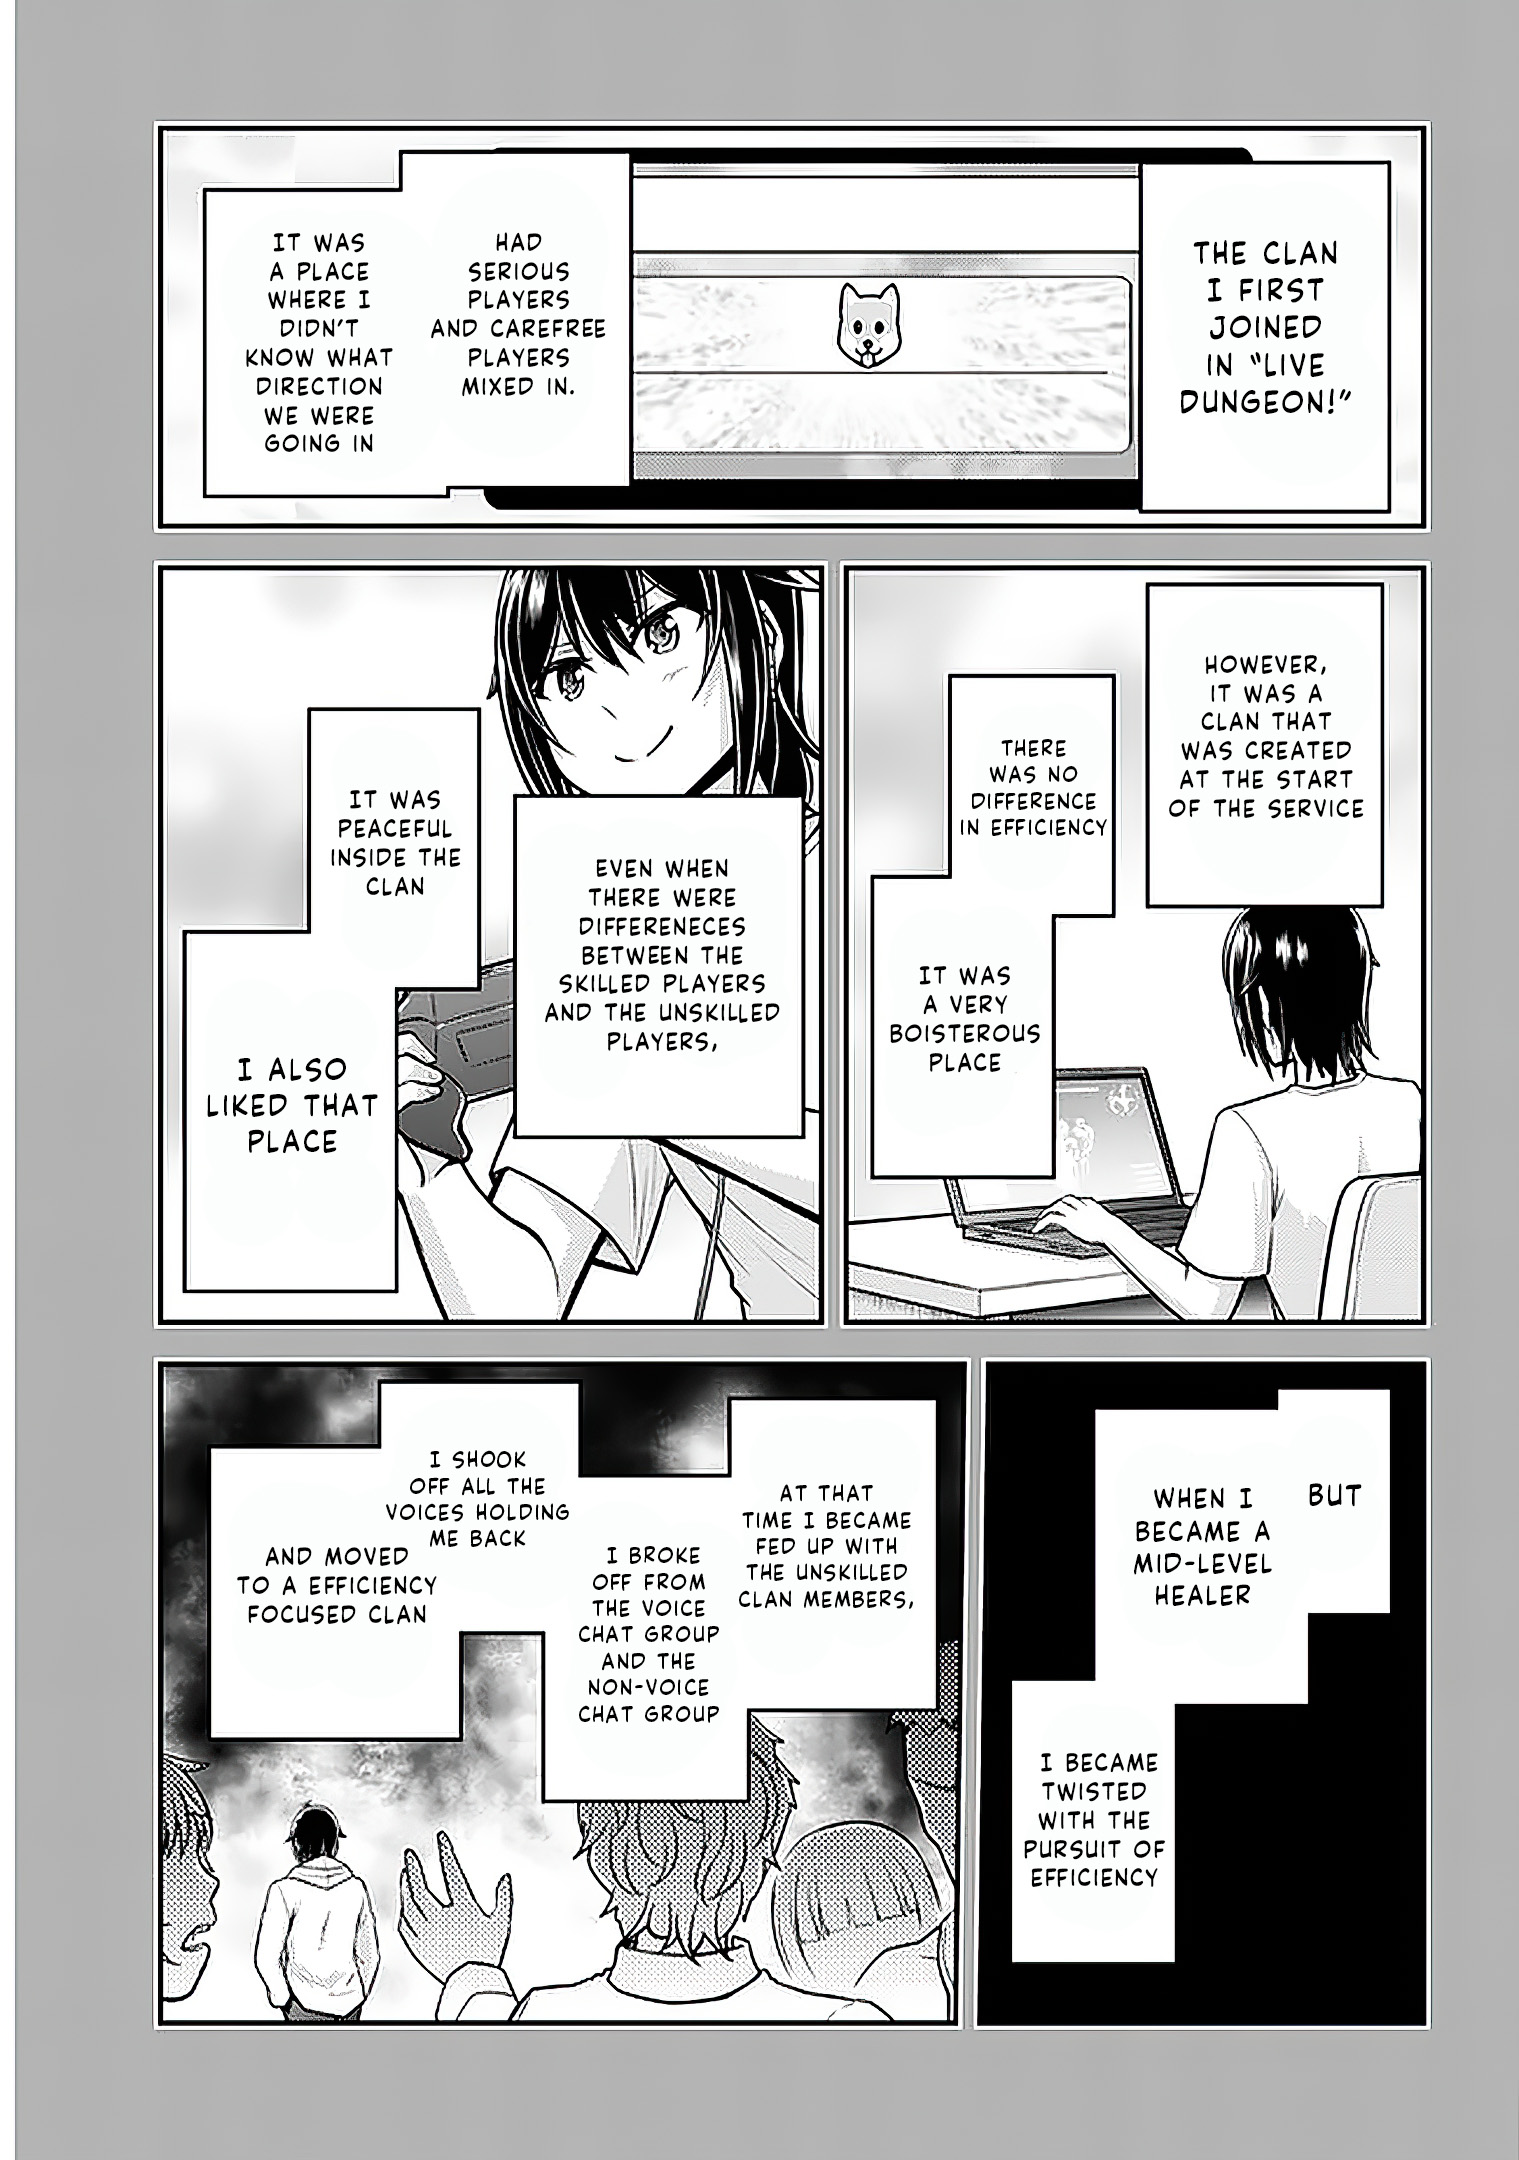 THE CLAN
I FIRST
JOINED
IN "LIVE
DUNGEON!"
HAD
SERIOUS
PLAYERS
AND CAREFREE
PLAYERS
MIXED IN.
IT WAS
A PLACE
WHERE I
DIDN'T
KNOW WHAT
DIRECTION
WE WERE
GOING IN
HOWEVER,
IT WAS A
CLAN THAT
WAS CREATED
AT THE START
OF THE SERVICE
THERE
WAS NO
DIFFERENCE
IN EFFICIENCY
IT WAS
A VERY
BOISTEROUS
PLACE
EVEN WHEN
THERE WERE
DIFFERENECES
BETWEEN THE
SKILLED PLAYERS
AND THE UNSKILLED
PLAYERS,
IT WAS
PEACEFUL
INSIDE THE
CLAN
I ALSO
LIKED THAT
PLACE
BUT
WHEN I
BECAME A
MID-LEVEL
HEALER
I BECAME
TWISTED
WITH THE
PURSUIT OF
EFFICIENCY
AT THAT
TIME I BECAME
FED UP WITH
THE UNSKILLED
CLAN MEMBERS,
I BROKE
OFF FROM
THE VOICE
CHAT GROUP
AND THE
NON-VOICE
CHAT GROUP
I SHOOK
OFF ALL THE
VOICES HOLDING
ME BACK
AND MOVED
TO A EFFICIENCY
FOCUSED CLAN